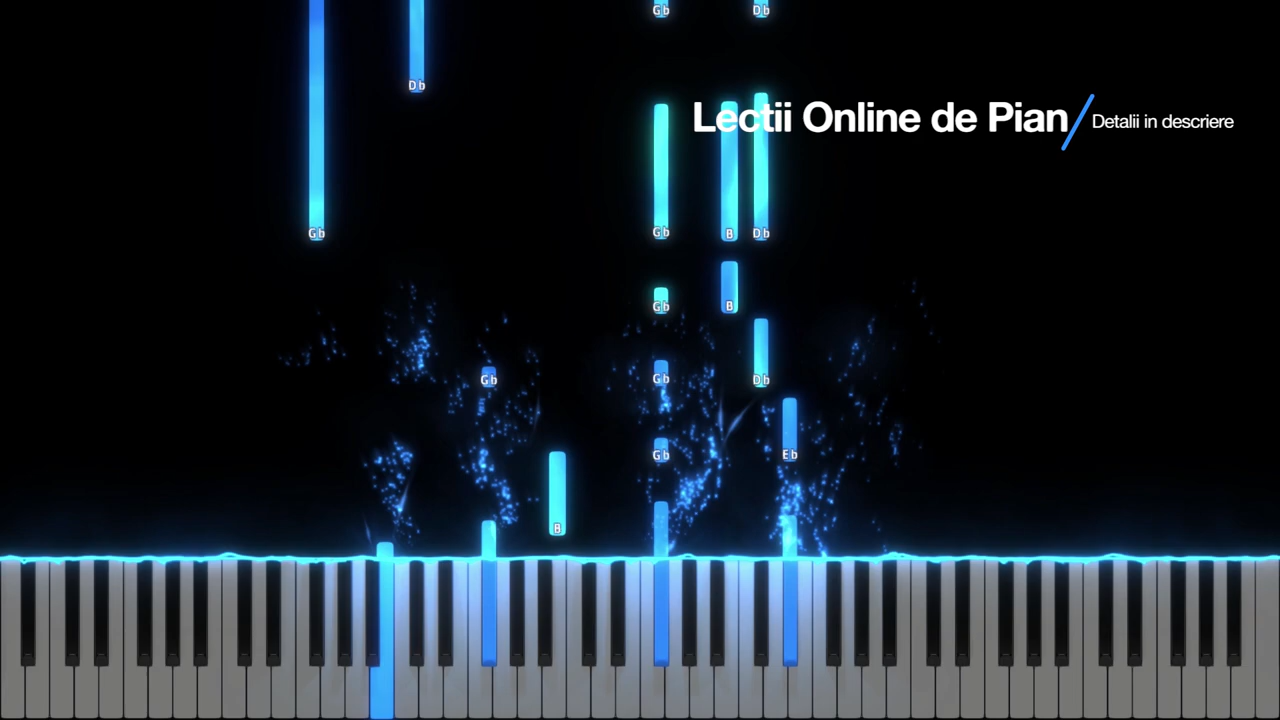 Gb Db
Db
Lectii Online de Pian / Detalii in descriere
Gb Gb B Db
Gb B
Gb Gb Db
Gb Eb
B